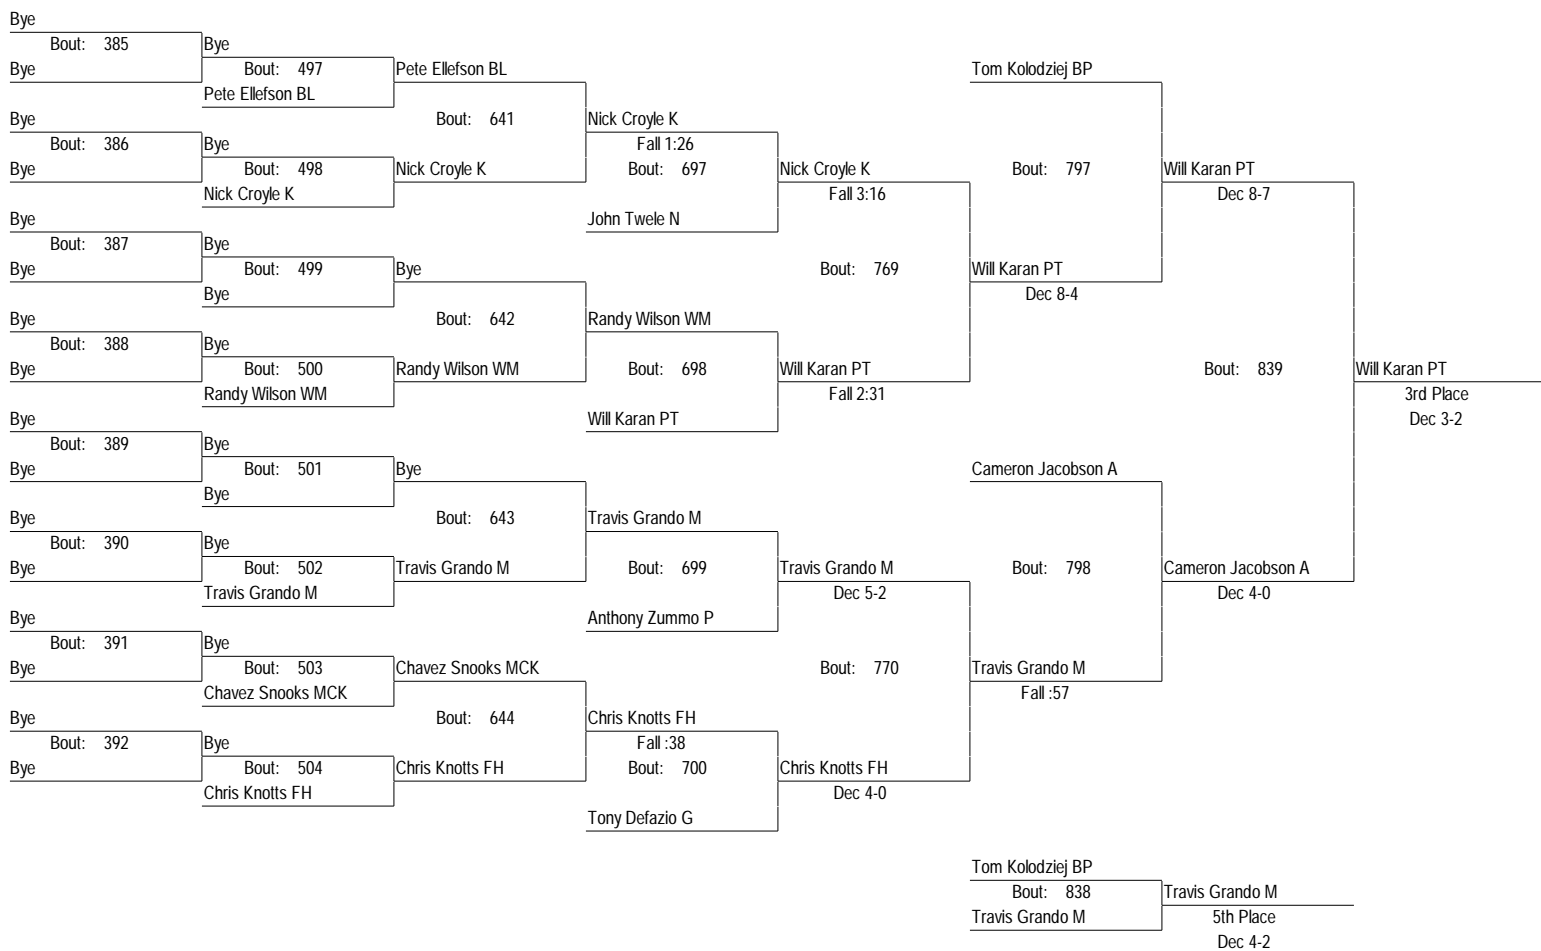 Bye
Bout: 385 Bye
Bye Bout: 497 Pete Ellefson BL Tom Kolodziej BP
Pete Ellefson BL
Bye Bout: 641 Nick Croyle K
Bout: 386 Bye Fall 1:26
Bye Bout: 498 Nick Croyle K Bout: 697 Nick Croyle K Bout: 797 Will Karan PT
Nick Croyle K Fall 3:16 Dec 8-7
Bye John Twele N
Bout: 387 Bye
Bye Bout: 499 Bye Bout: 769 Will Karan PT
Bye Dec 8-4
Bye Bout: 642 Randy Wilson WM
Bout: 388 Bye
Bye Bout: 500 Randy Wilson WM Bout: 698 Will Karan PT Bout: 839 Will Karan PT
Randy Wilson WM Fall 2:31 3rd Place
Bye Will Karan PT Dec 3-2
Bout: 389 Bye
Bye Bout: 501 Bye Cameron Jacobson A
Bye
Bye Bout: 643 Travis Grando M
Bout: 390 Bye
Bye Bout: 502 Travis Grando M Bout: 699 Travis Grando M Bout: 798 Cameron Jacobson A
Travis Grando M Dec 5-2 Dec 4-0
Bye Anthony Zummo P
Bout: 391 Bye
Bye Bout: 503 Chavez Snooks MCK Bout: 770 Travis Grando M
Chavez Snooks MCK Fall :57
Bye Bout: 644 Chris Knotts FH
Bout: 392 Bye Fall :38
Bye Bout: 504 Chris Knotts FH Bout: 700 Chris Knotts FH
Chris Knotts FH Dec 4-0
Tony Defazio G
Tom Kolodziej BP
Bout: 838 Travis Grando M
Travis Grando M 5th Place
Dec 4-2